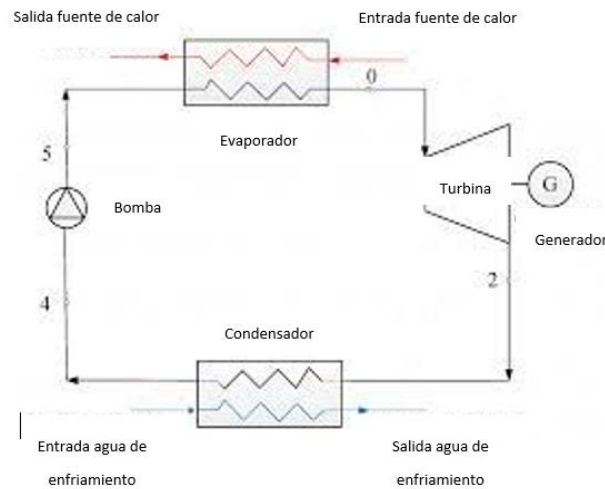 Salida fuente de calor
Entrada fuente de calor
0
Evaporador
5
Bomba
Turbina
G
Generador
4
2
Condensador
Entrada agua de
enfriamiento
Salida agua de
enfriamiento